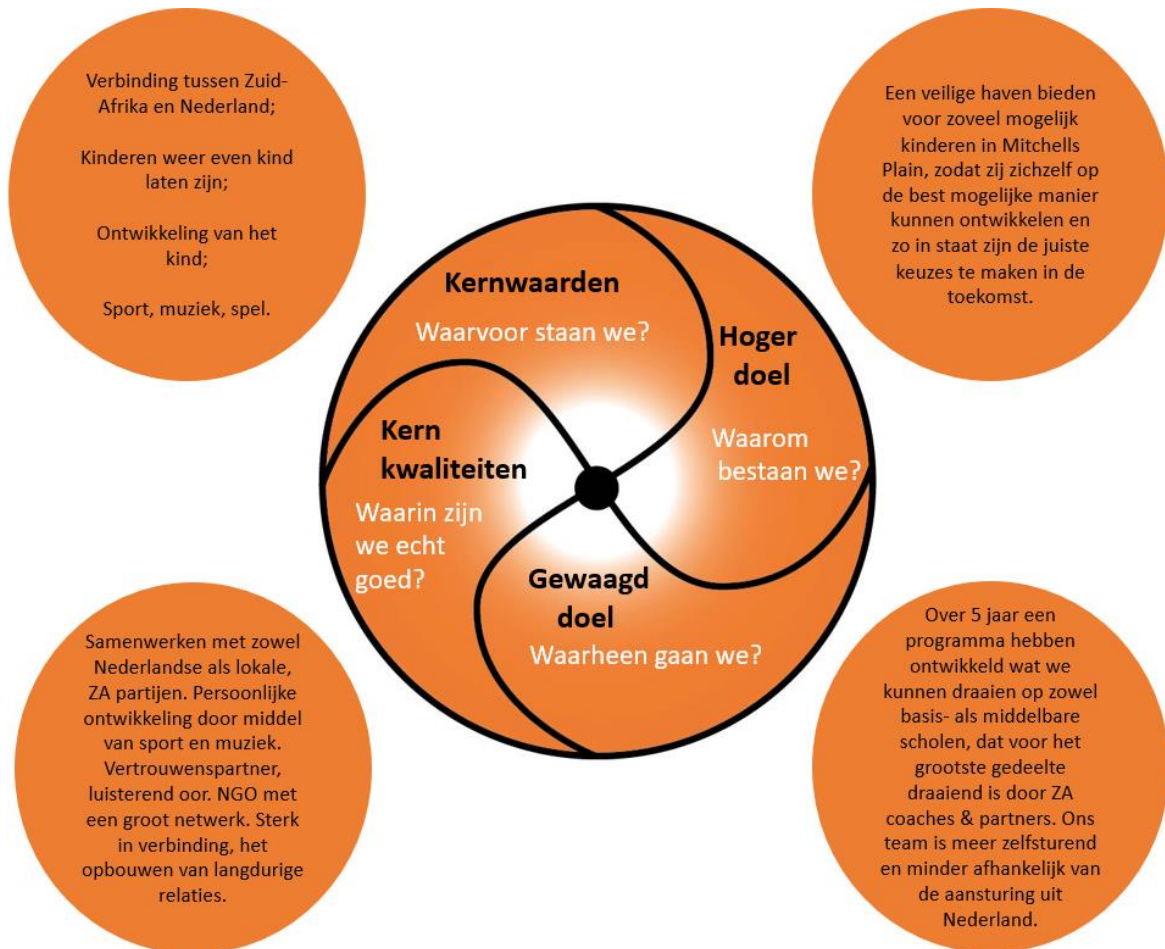 Verbinding tussen Zuid-
Afrika en Nederland;
Kinderen weer even kind
laten zijn;
Ontwikkeling van het
kind;
Sport, muziek, spel.
Een veilige haven bieden
voor zoveel mogelijk
kinderen in Mitchells
Plain, zodat zij zichzelf op
de best mogelijke manier
kunnen ontwikkelen en
zo in staat zijn de juiste
keuzes te maken in de
toekomst.
Kernwaarden
Waarvoor staan we?
Hoger
doel
Waarom
bestaan we?
Kern
kwaliteiten
Waarin zijn
we echt
goed?
Gewaagd
doel
Waarheen gaan we?
Samenwerken met zowel
Nederlandse als lokale,
ZA partijen. Persoonlijke
ontwikkeling door middel
van sport en muziek.
Vertrouwenspartner,
luisterend oor. NGO met
een groot netwerk. Sterk
in verbinding, het
opbouwen van langdurige
relaties.
Over 5 jaar een
programma hebben
ontwikkeld wat we
kunnen draaien op zowel
basis- als middelbare
scholen, dat voor het
grootste gedeelte
draaiend is door ZA
coaches & partners. Ons
team is meer zelfsturend
en minder afhankelijk van
de aansturing uit
Nederland.